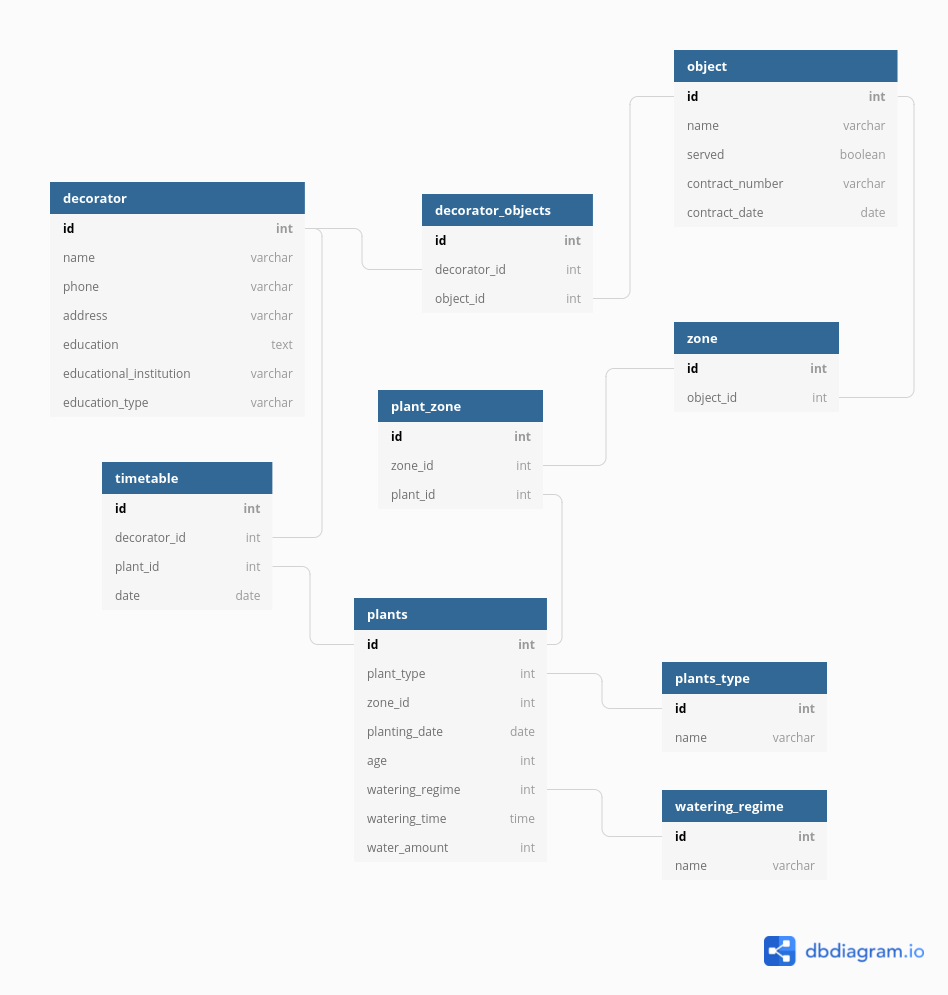 object
id int
name varchar
served boolean
contract_number varchar
contract_date date
decorator
id int
name varchar
phone varchar
address varchar
education text
educational_institution varchar
education_type varchar
decorator_objects
id int
decorator_id int
object_id int
zone
id int
object_id int
plant_zone
id int
zone_id int
plant_id int
timetable
id int
decorator_id int
plant_id int
date date
plants
id int
plant_type int
zone_id int
planting_date date
age int
watering_regime int
watering_time time
water_amount int
plants_type
id int
name varchar
watering_regime
id int
name varchar
dbdiagram.io